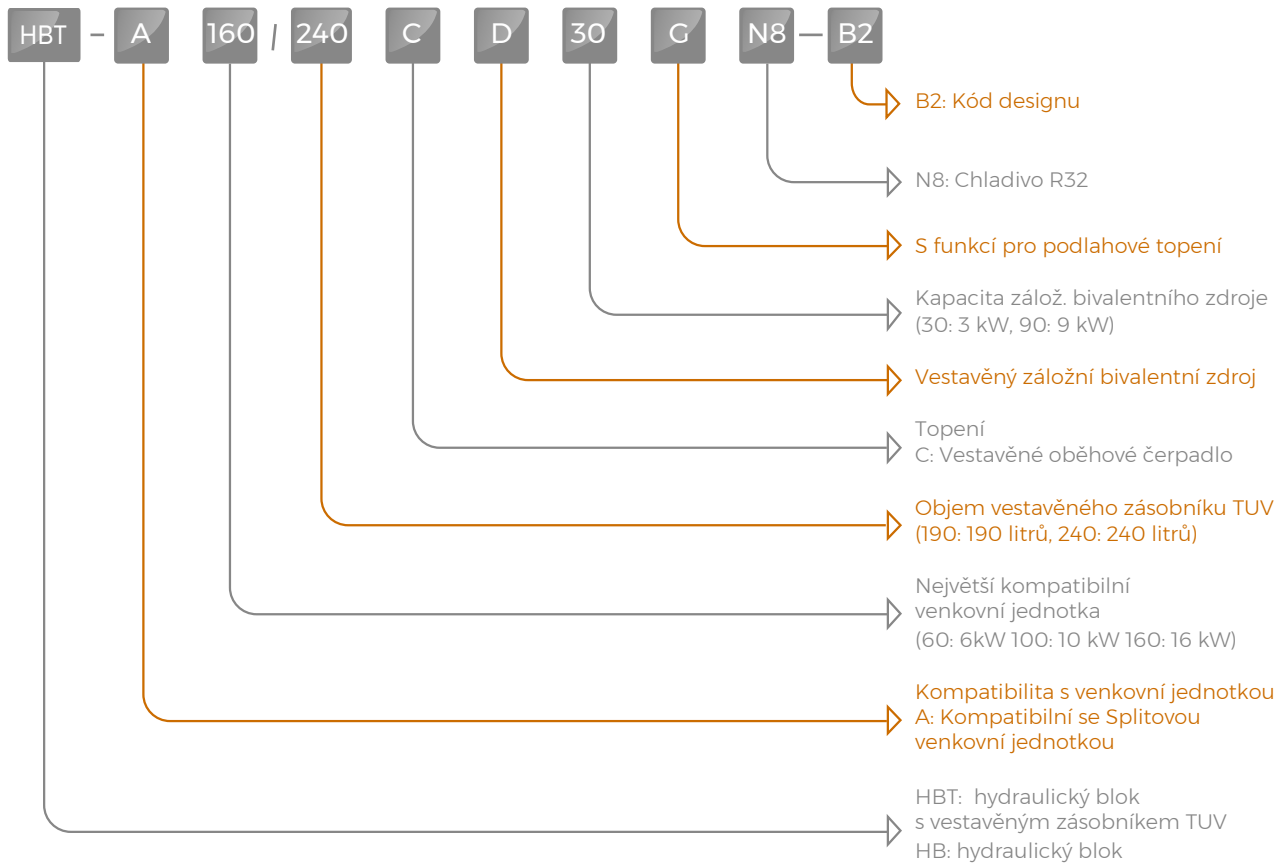 HBT – A 160 / 240 C D 30 G N8 — B2
B2: Kód designu
N8: Chladivo R32
S funkcí pro podlahové topení
Kapacita zálož. bivalentního zdroje
(30: 3 kW, 90: 9 kW)
Vestavěný záložní bivalentní zdroj
Topení
C: Vestavěné oběhové čerpadlo
Objem vestavěného zásobníku TUV
(190: 190 litrů, 240: 240 litrů)
Největší kompatibilní
venkovní jednotka
(60: 6kW 100: 10 kW 160: 16 kW)
Kompatibilita s venkovní jednotkou
A: Kompatibilní se Splitovou
venkovní jednotkou
HBT: hydraulický blok
s vestavěným zásobníkem TUV
HB: hydraulický blok